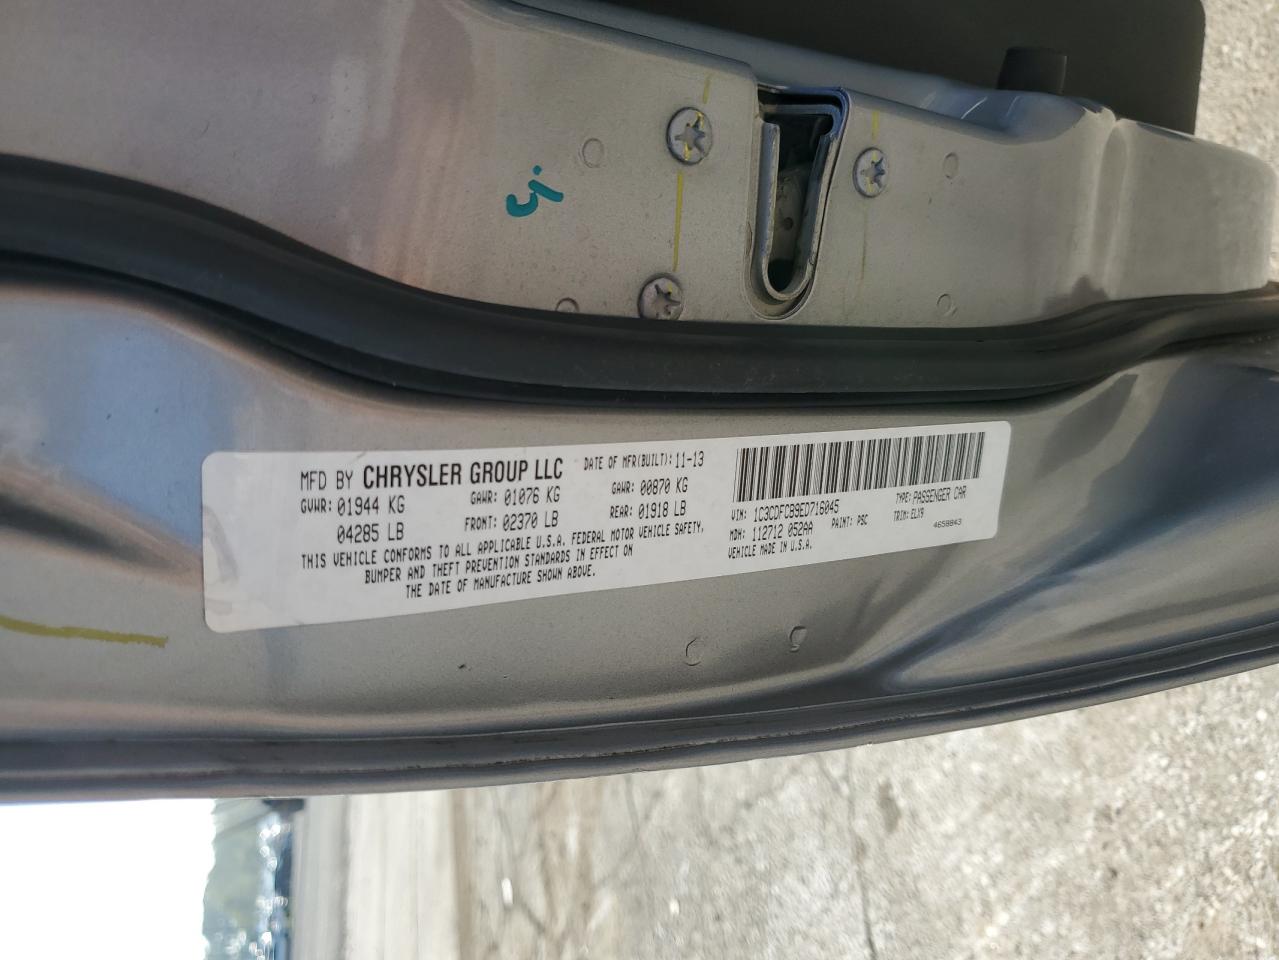 MFD BY CHRYSLER GROUP LLC DATE OF MFR(BUILT): 11-13
GVWR: 01944 KG GAWR: 01076 KG GAWR: 00870 KG
04285 LB FRONT: 02370 LB REAR: 01918 LB
THIS VEHICLE CONFORMS TO ALL APPLICABLE U.S.A. FEDERAL MOTOR VEHICLE SAFETY,
BUMPER AND THEFT PREVENTION STANDARDS IN EFFECT ON
THE DATE OF MANUFACTURE SHOWN ABOVE.
VIN: 1C3CDFCB9ED716045 TYPE: PASSENGER CAR
MDH: 112712 052AA PAINT: PSC TRIM: ELX9
VEHICLE MADE IN U.S.A. 4658843